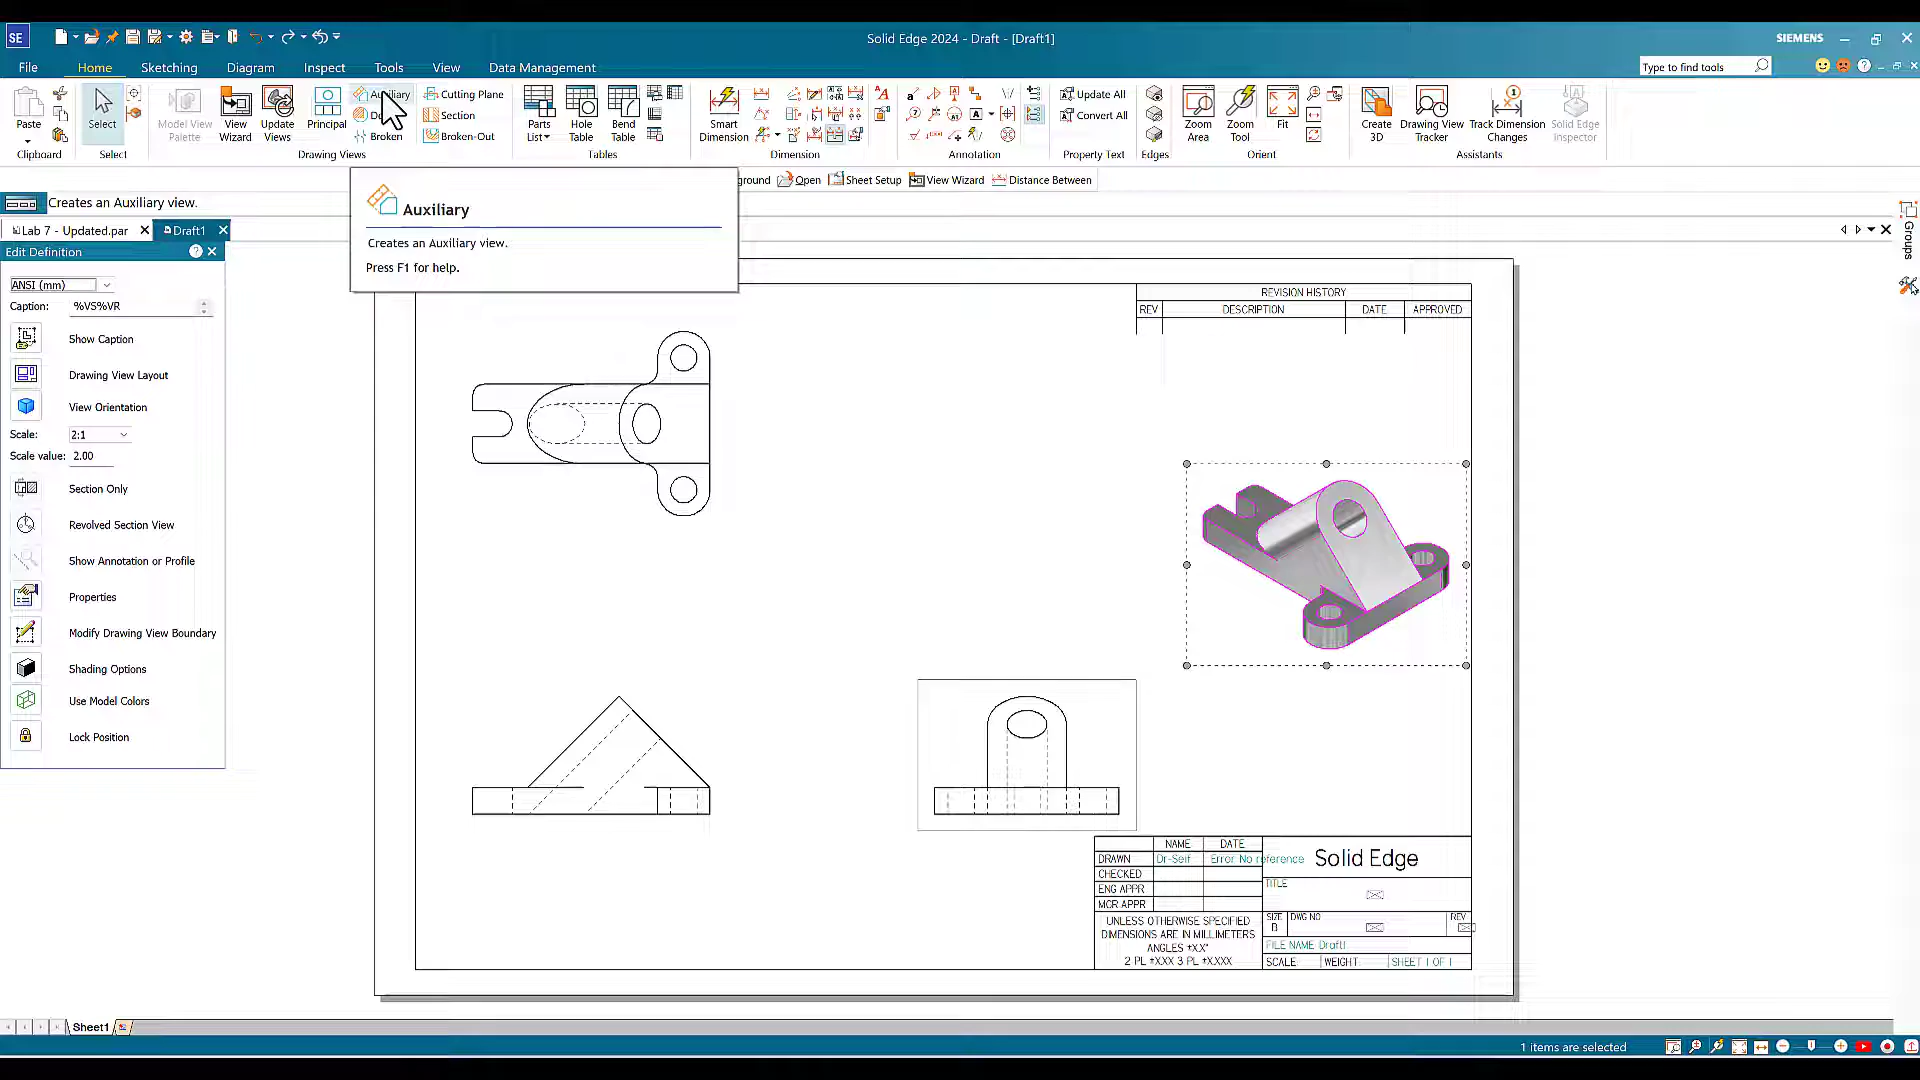 SE
Solid Edge 2024 - Draft - [Draft1]
SIEMENS
File
Home
Sketching
Diagram
Inspect
Tools
View
Data Management
Type to find tools
Paste
Clipboard
Select
Select
Model View Palette
View Wizard
Update Views
Principal
Auxiliary
Broken
Cutting Plane
Section
Broken-Out
Drawing Views
Parts List
Hole Table
Bend Table
Tables
Smart Dimension
Dimension
Annotation
Update All
Convert All
Property Text
Edges
Zoom Area
Zoom Tool
Fit
Orient
Create 3D
Drawing View Tracker
Track Dimension Changes
Solid Edge Inspector
Assistants
ground
Open
Sheet Setup
View Wizard
Distance Between
Creates an Auxiliary view.
Auxiliary
Creates an Auxiliary view.
Press F1 for help.
Lab 7 - Updated.par
Draft1
Groups
Edit Definition
ANSI (mm)
Caption: %VS%VR
Show Caption
Drawing View Layout
View Orientation
Scale: 2:1
Scale value: 2.00
Section Only
Revolved Section View
Show Annotation or Profile
Properties
Modify Drawing View Boundary
Shading Options
Use Model Colors
Lock Position
REVISION HISTORY
REV DESCRIPTION DATE APPROVED
NAME DATE
DRAWN Dr-Seif Error: No reference
CHECKED
ENG APPR
MGR APPR
UNLESS OTHERWISE SPECIFIED
DIMENSIONS ARE IN MILLIMETERS
ANGLES ±X.X°
2 PL ±X.XX 3 PL ±X.XXX
Solid Edge
TITLE
SIZE DWG NO REV
B
FILE NAME: Draft1
SCALE: WEIGHT: SHEET 1 OF 1
Sheet1
1 items are selected